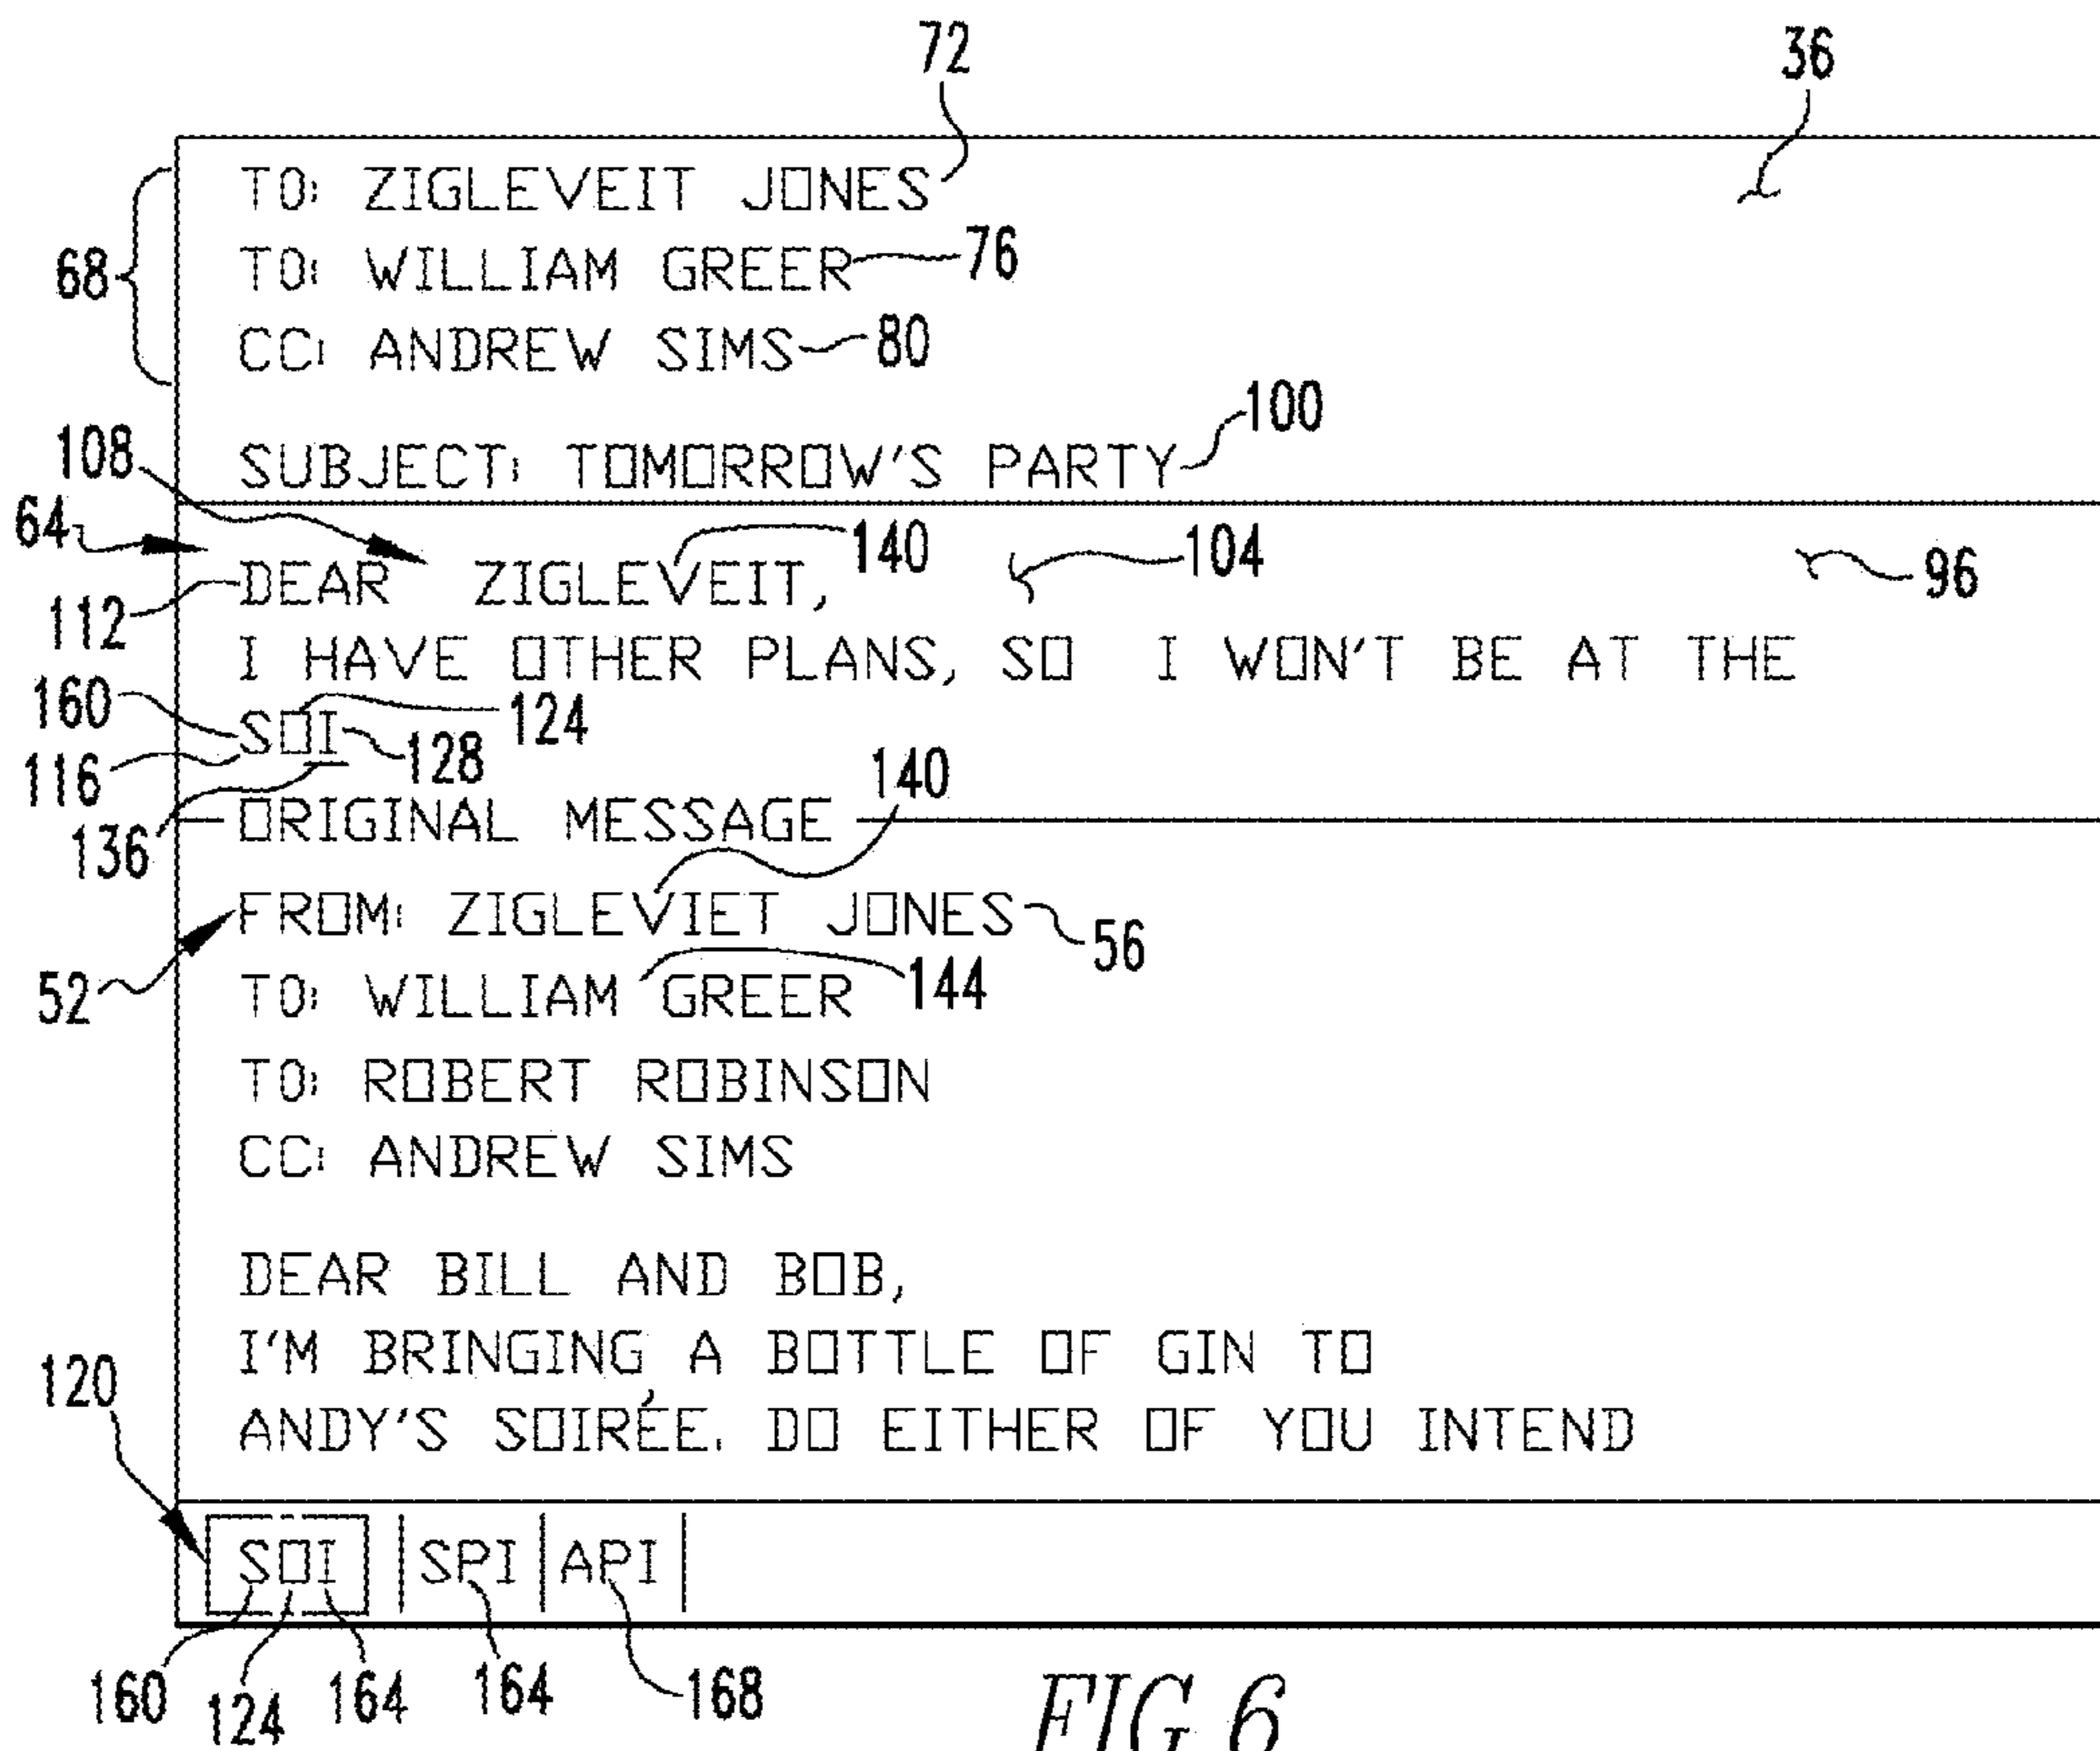 72 36
TO: ZIGLEVEIT JONES
68 TO: WILLIAM GREER 76
CC: ANDREW SIMS 80
100
108 SUBJECT: TOMORROW'S PARTY
64 140 104 96
112 DEAR ZIGLEVEIT,
I HAVE OTHER PLANS, SO I WON'T BE AT THE
160 SOI 124
116 128 140
136 ORIGINAL MESSAGE
FROM: ZIGLEVIET JONES 56
52 TO: WILLIAM GREER 144
TO: ROBERT ROBINSON
CC: ANDREW SIMS
DEAR BILL AND BOB,
I'M BRINGING A BOTTLE OF GIN TO
120
ANDY'S SOIRÉE. DO EITHER OF YOU INTEND
SOI SPI API
160 124 164 164 168
FIG. 6